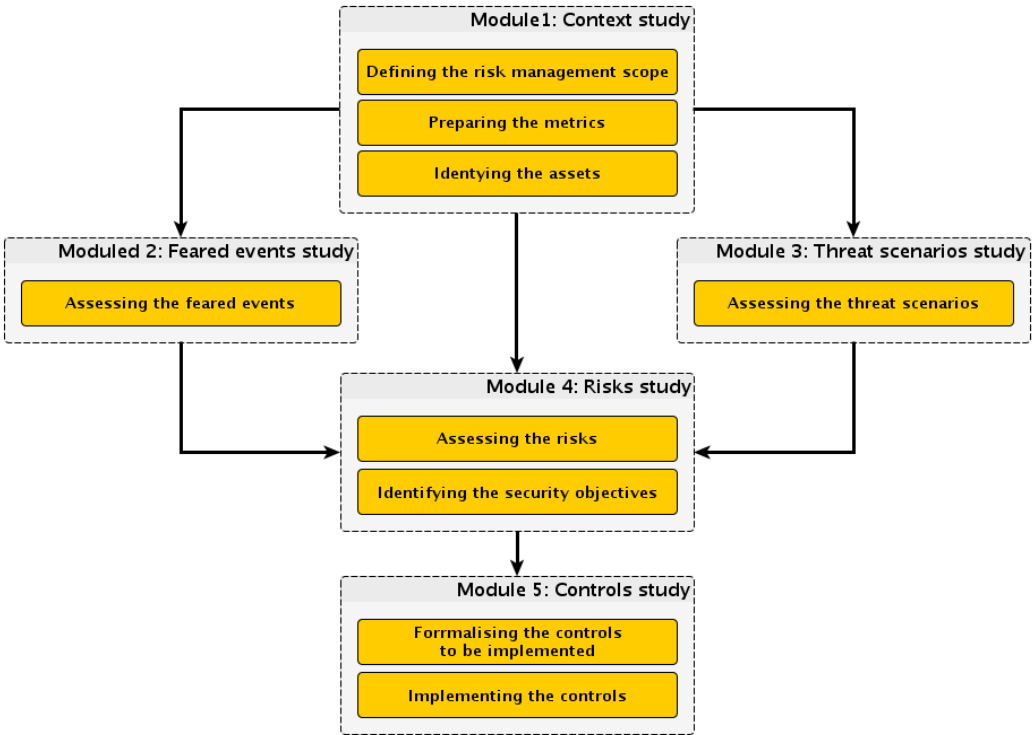 Module1: Context study
Defining the risk management scope
Preparing the metrics
Identying the assets
Moduled 2: Feared events study
Assessing the feared events
Module 3: Threat scenarios study
Assessing the threat scenarios
Module 4: Risks study
Assessing the risks
Identifying the security objectives
Module 5: Controls study
Forrmalising the controls
to be implemented
Implementing the controls